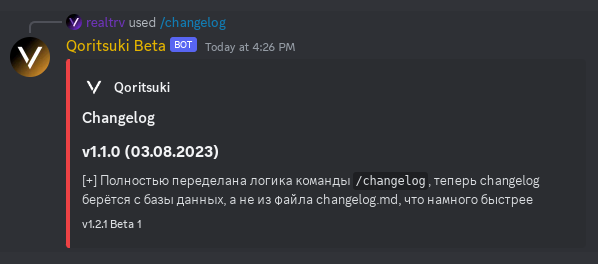 realtrv used /changelog
Qoritsuki Beta BOT Today at 4:26 PM
Qoritsuki
Changelog
v1.1.0 (03.08.2023)
[+] Полностью переделана логика команды /changelog, теперь changelog
берётся с базы данных, а не из файла changelog.md, что намного быстрее
v1.2.1 Beta 1